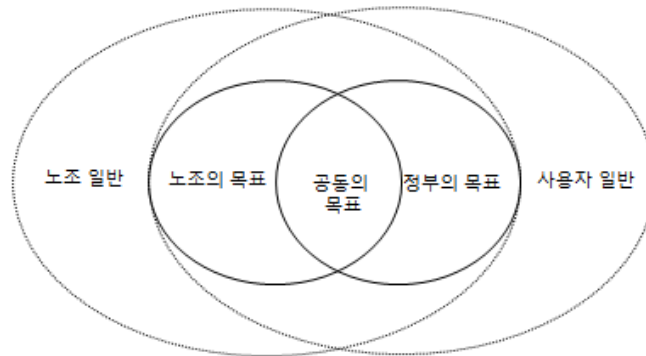 노조 일반
노조의 목표
공동의
목표
정부의 목표
사용자 일반